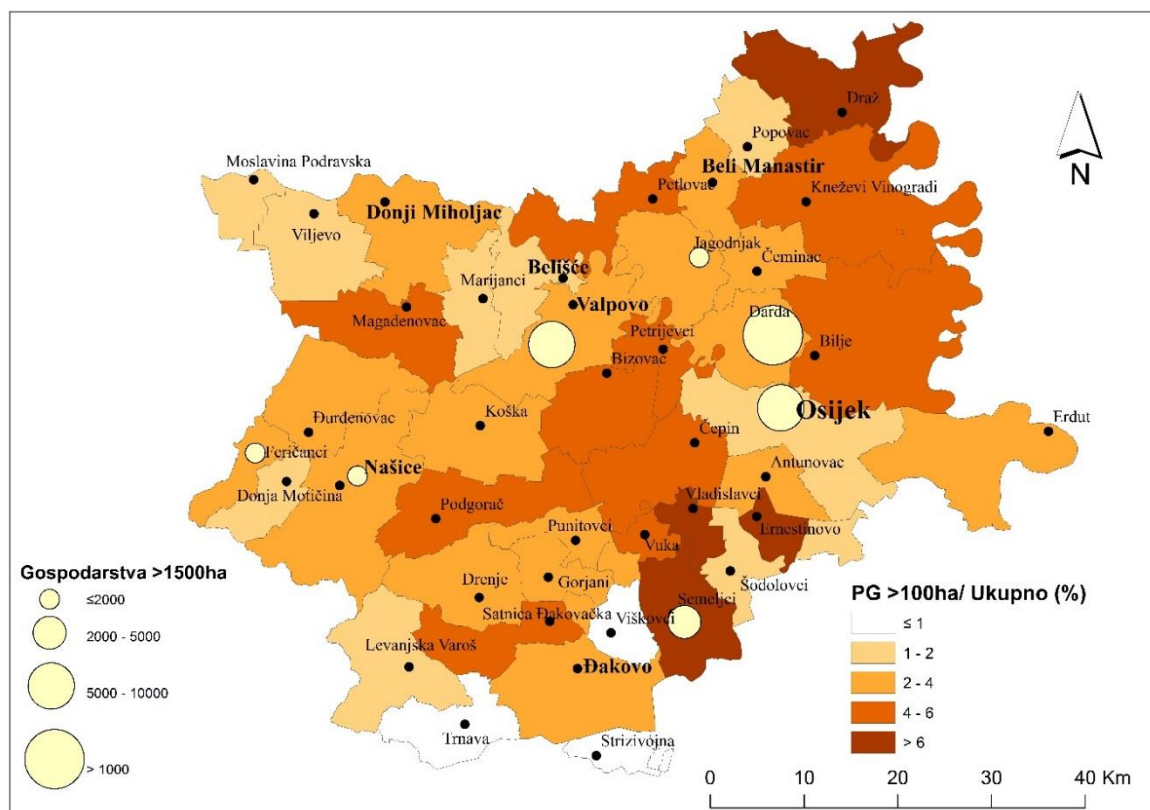 Draž
Popovac
Moslavina Podravska
Beli Manastir
N
Petlovac
Kneževi Vinogradi
Donji Miholjac
Viljevo
Jagodnjak
Čeminac
Belišće
Marijanci
Valpovo
Magadenovac
Darda
Petrijevci
Bilje
Bizovac
Osijek
Koška
Erdut
Đurđenovac
Čepin
Feričanci
Našice
Antunovac
Donja Motičina
Vladislavci
Podgorač
Ernestinovo
Punitovci
Vuka
Gospodarstva >1500ha
≤2000
2000 - 5000
5000 - 10000
> 1000
Drenje
Gorjani
Šodolovci
Semeljci
Satnica Đakovačka
Viškovci
Levanjska Varoš
Đakovo
Trnava
Strizivojna
PG >100ha/ Ukupno (%)
≤ 1
1 - 2
2 - 4
4 - 6
> 6
0 10 20 30 40 Km